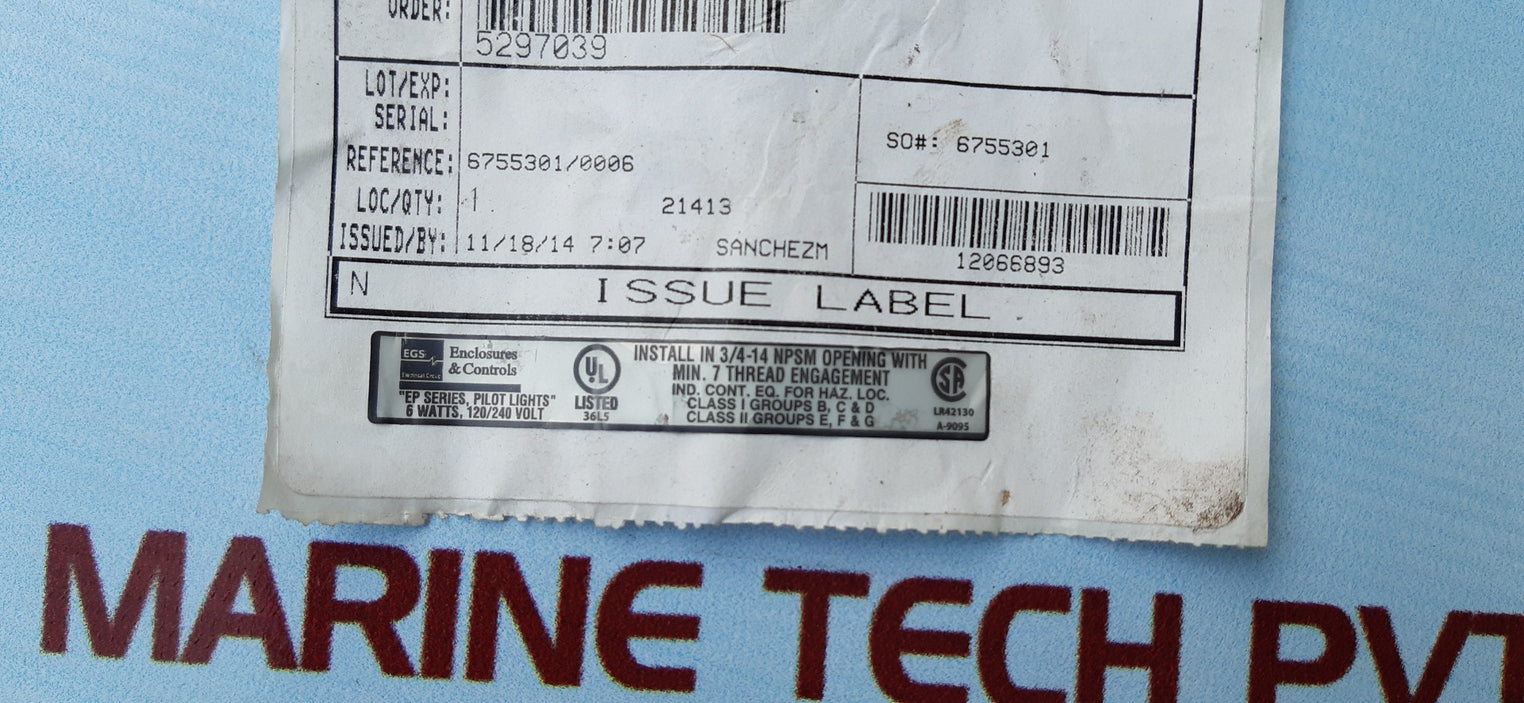 ORDER:
5297039
LOT/EXP:
SERIAL:
REFERENCE: 6755301/0006
SO#: 6755301
LOC/QTY: 1 21413
ISSUED/BY: 11/18/14 7:07 SANCHEZM
12066893
N ISSUE LABEL
EGS
Electrical Group
Enclosures
& Controls
"EP SERIES, PILOT LIGHTS"
6 WATTS, 120/240 VOLT
UL
LISTED
36L5
INSTALL IN 3/4-14 NPSM OPENING WITH
MIN. 7 THREAD ENGAGEMENT
IND. CONT. EQ. FOR HAZ. LOC.
CLASS I GROUPS B, C & D
CLASS II GROUPS E, F & G
SA
LR42130
A-9095
MARINE TECH PVT